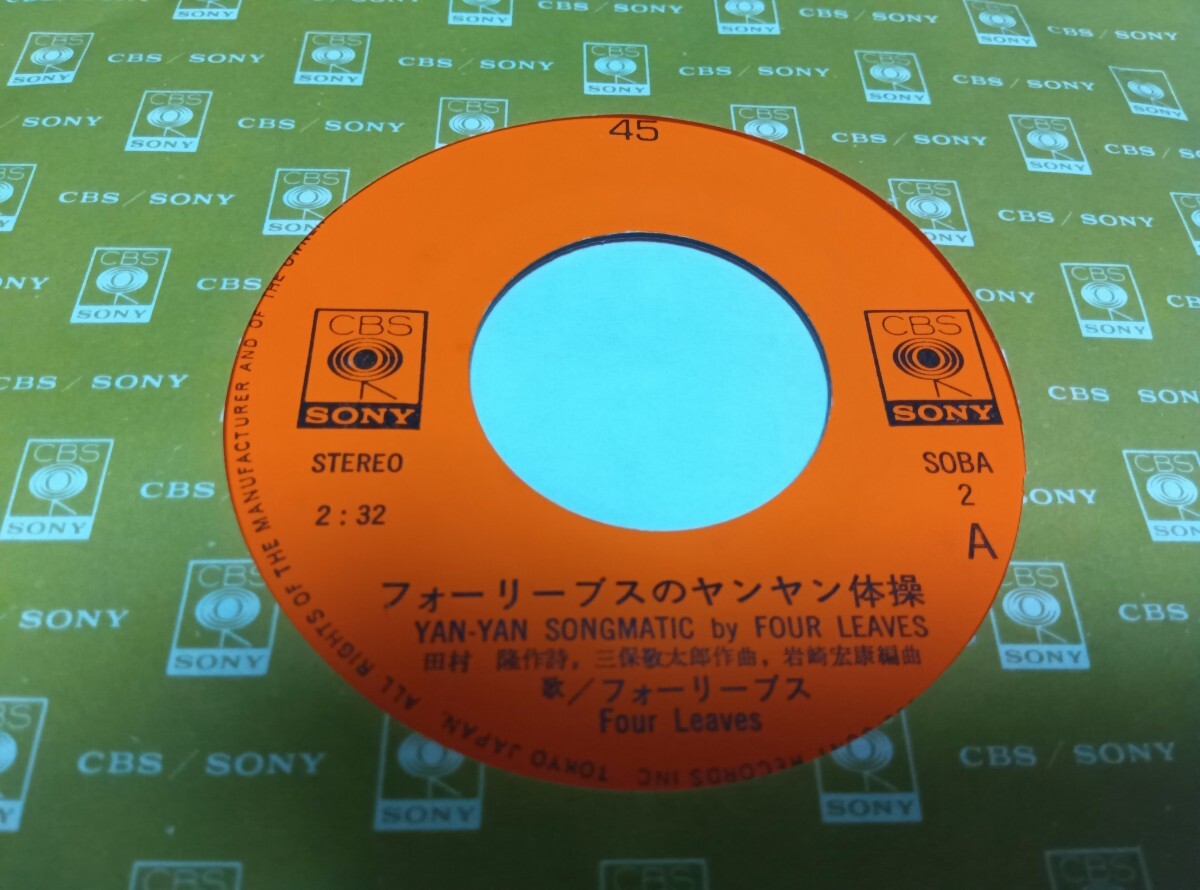 45
CBS
SONY
CBS
SONY
STEREO
2:32
SOBA
2
A
フォーリーブスのヤンヤン体操
YAN-YAN SONGMATIC by FOUR LEAVES
田村 隆作詩, 三保敬太郎作曲, 岩崎宏康編曲
歌/フォーリーブス
Four Leaves
RECORDS INC. TOKYO JAPAN. ALL RIGHTS OF THE MANUFACTURER AND OF THE OWNE
CBS/SONY